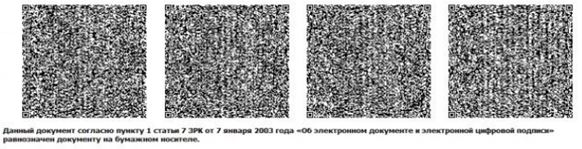 Данный документ согласно пункту 1 статьи 7 ЗРК от 7 января 2003 года «Об электронном документе и электронной цифровой подписи»
равнозначен документу на бумажном носителе.